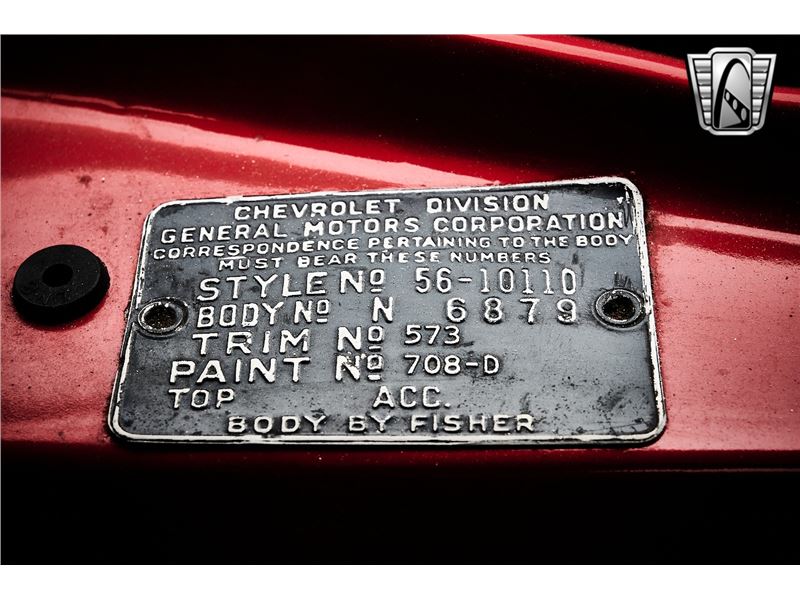 CHEVROLET DIVISION
GENERAL MOTORS CORPORATION
CORRESPONDENCE PERTAINING TO THE BODY
MUST BEAR THESE NUMBERS
STYLE Nº 56-1011D
BODY Nº N 6879
TRIM Nº 573
PAINT Nº 708-D
TOP ACC.
BODY BY FISHER